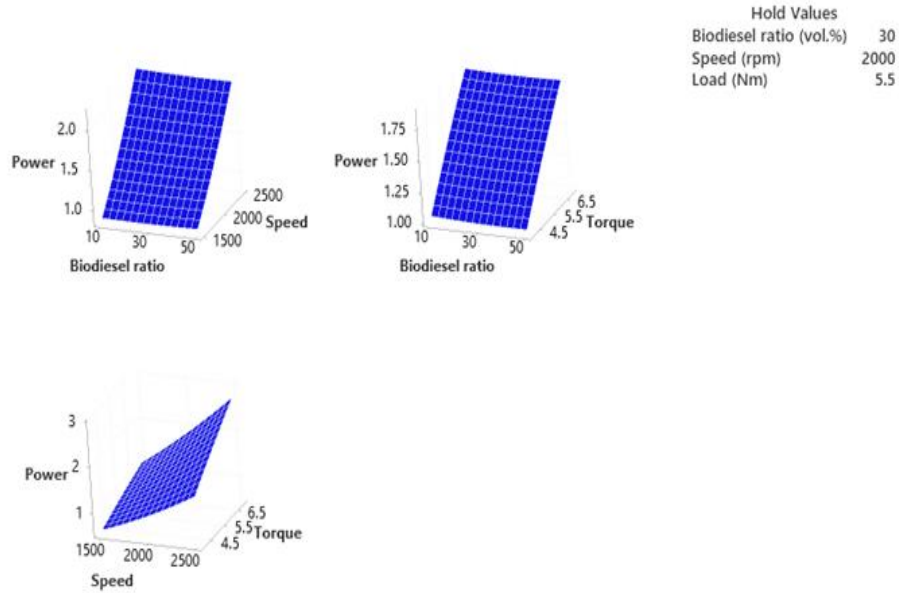 Hold Values
Biodiesel ratio (vol.%) 30
Speed (rpm) 2000
Load (Nm) 5.5
2.0
Power 1.5
1.0
10 30 50
Biodiesel ratio
2500
2000 Speed
1500
1.75
Power 1.50
1.25
1.00
10 30 50
Biodiesel ratio
6.5
5.5 Torque
4.5
3
Power 2
1
1500 2000 2500
Speed
6.5
5.5 Torque
4.5